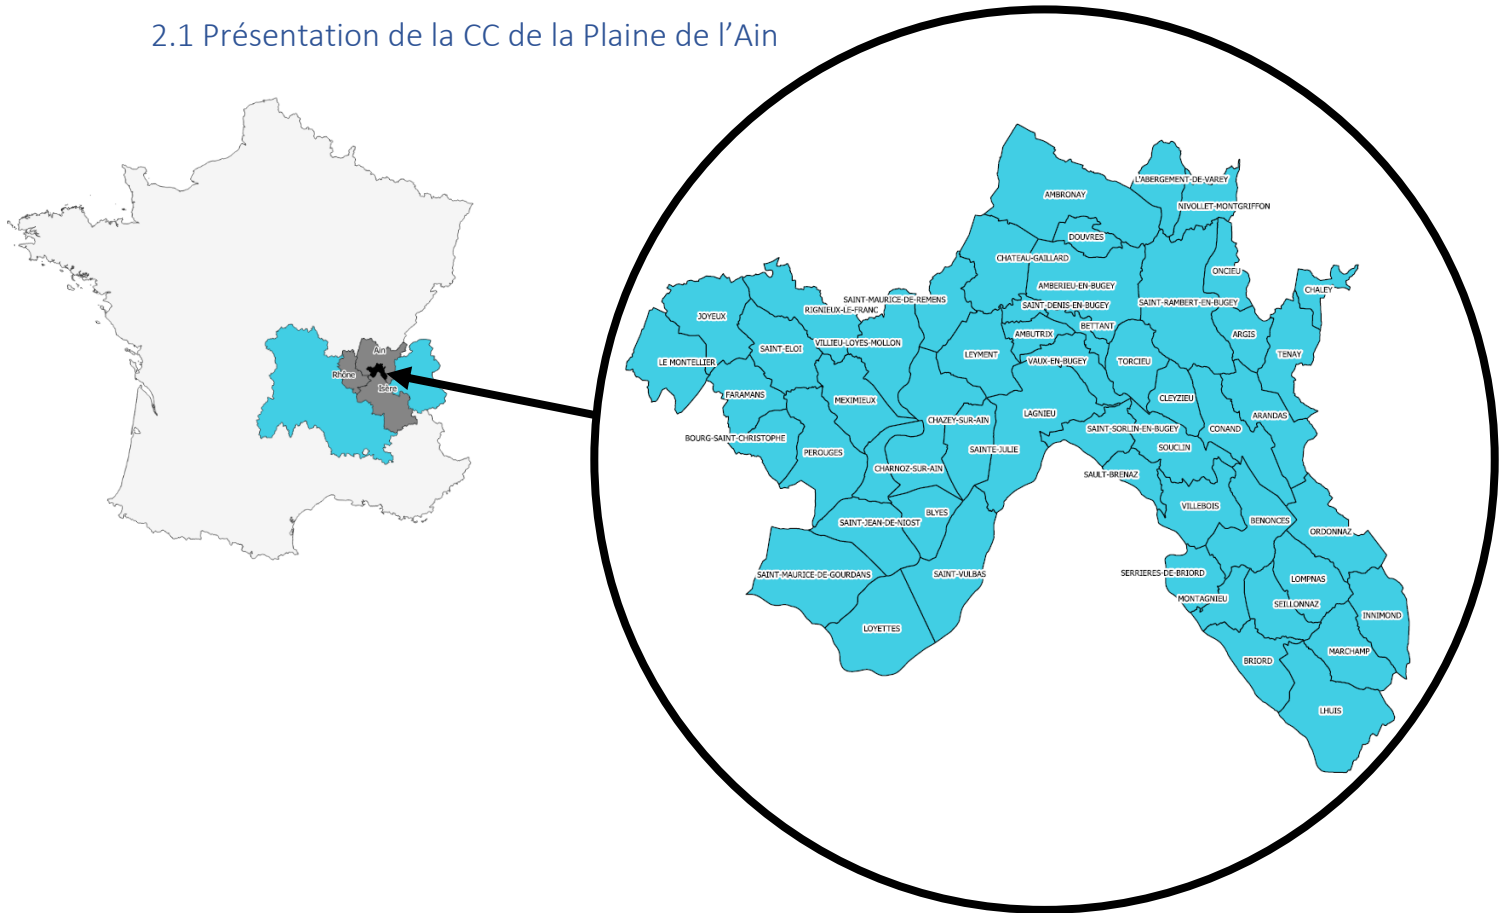 2.1 Présentation de la CC de la Plaine de l’Ain
Ain
Rhône
Isère
L'ABERGEMENT-DE-VAREY
AMBRONAY
NIVOLLET-MONTGRIFFON
DOUVRES
CHATEAU-GAILLARD
ONCIEU
AMBERIEU-EN-BUGEY
CHALEY
SAINT-MAURICE-DE-REMENS
SAINT-RAMBERT-EN-BUGEY
SAINT-DENIS-EN-BUGEY
RIGNIEUX-LE-FRANC
JOYEUX
BETTANT
AMBUTRIX
ARGIS
VILLIEU-LOYES-MOLLON
SAINT-ELOI
LEYMENT
TENAY
LE MONTELLIER
VAUX-EN-BUGEY
TORCIEU
FARAMANS
CLEYZIEU
MEXIMIEUX
LAGNIEU
ARANDAS
CHAZEY-SUR-AIN
SAINT-SORLIN-EN-BUGEY
CONAND
BOURG-SAINT-CHRISTOPHE
SOUCLIN
SAINTE-JULIE
PEROUGES
CHARNOZ-SUR-AIN
SAULT-BRENAZ
VILLEBOIS
BLYES
BENONCES
SAINT-JEAN-DE-NIOST
ORDONNAZ
SERRIERES-DE-BRIORD
SAINT-MAURICE-DE-GOURDANS
SAINT-VULBAS
LOMPNAS
MONTAGNIEU
SEILLONNAZ
INNIMOND
LOYETTES
MARCHAMP
BRIORD
LHUIS